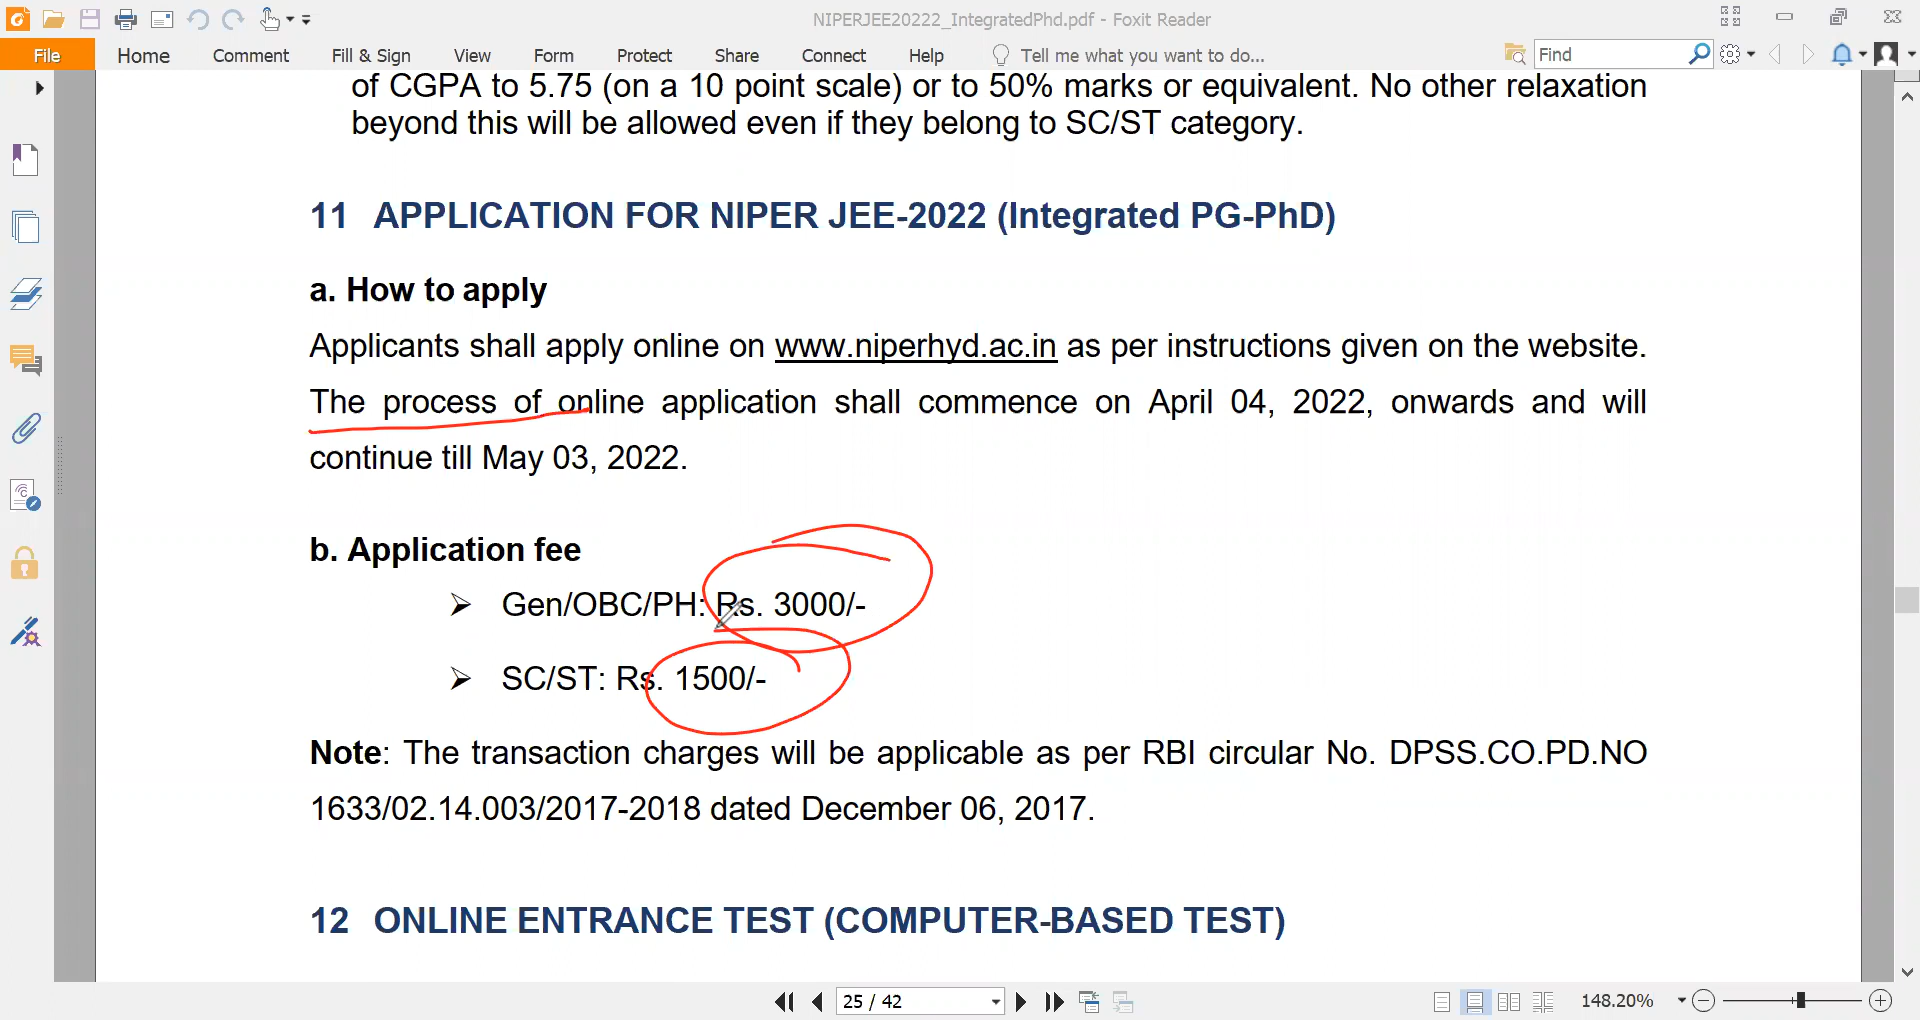 NIPERJEE20222_IntegratedPhd.pdf - Foxit Reader
File Home Comment Fill & Sign View Form Protect Share Connect Help Tell me what you want to do... Find
of CGPA to 5.75 (on a 10 point scale) or to 50% marks or equivalent. No other relaxation
beyond this will be allowed even if they belong to SC/ST category.
11 APPLICATION FOR NIPER JEE-2022 (Integrated PG-PhD)
a. How to apply
Applicants shall apply online on www.niperhyd.ac.in as per instructions given on the website.
The process of online application shall commence on April 04, 2022, onwards and will
continue till May 03, 2022.
b. Application fee
➢ Gen/OBC/PH: Rs. 3000/-
➢ SC/ST: Rs. 1500/-
Note: The transaction charges will be applicable as per RBI circular No. DPSS.CO.PD.NO
1633/02.14.003/2017-2018 dated December 06, 2017.
12 ONLINE ENTRANCE TEST (COMPUTER-BASED TEST)
25 / 42 148.20%